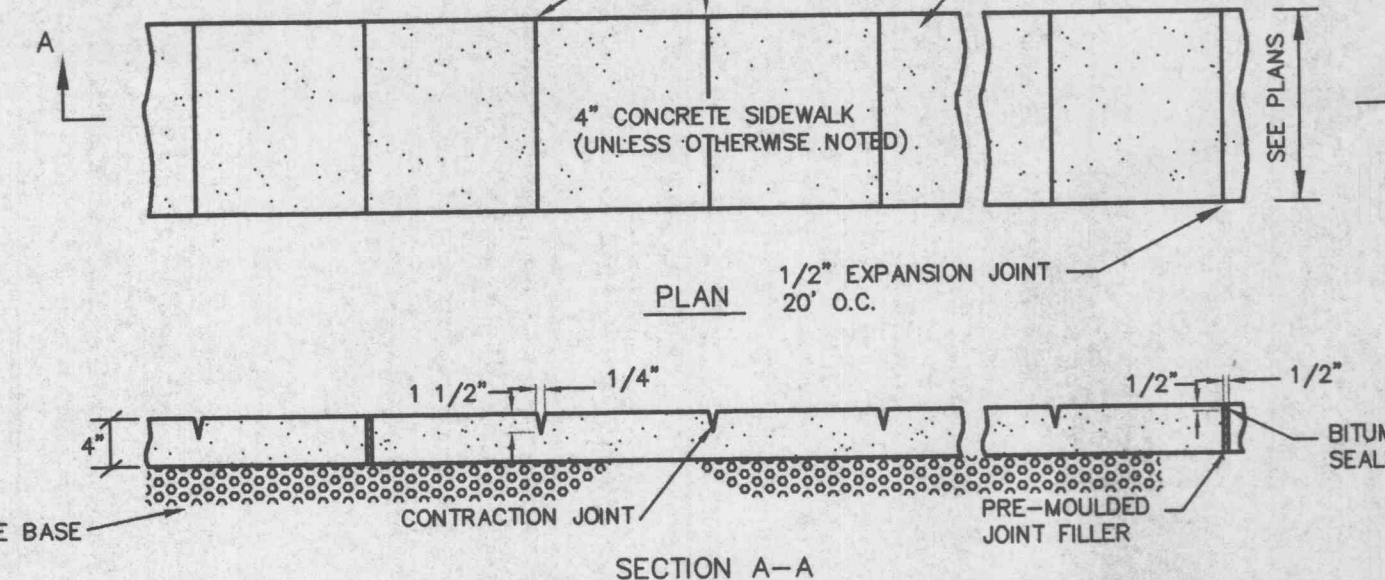 A
4" CONCRETE SIDEWALK
(UNLESS OTHERWISE NOTED)
SEE PLANS
1/2" EXPANSION JOINT
20' O.C.
PLAN
1 1/2"
1/4"
1/2"
1/2"
4"
BITUM
SEAL
E BASE
CONTRACTION JOINT
PRE-MOULDED
JOINT FILLER
SECTION A-A